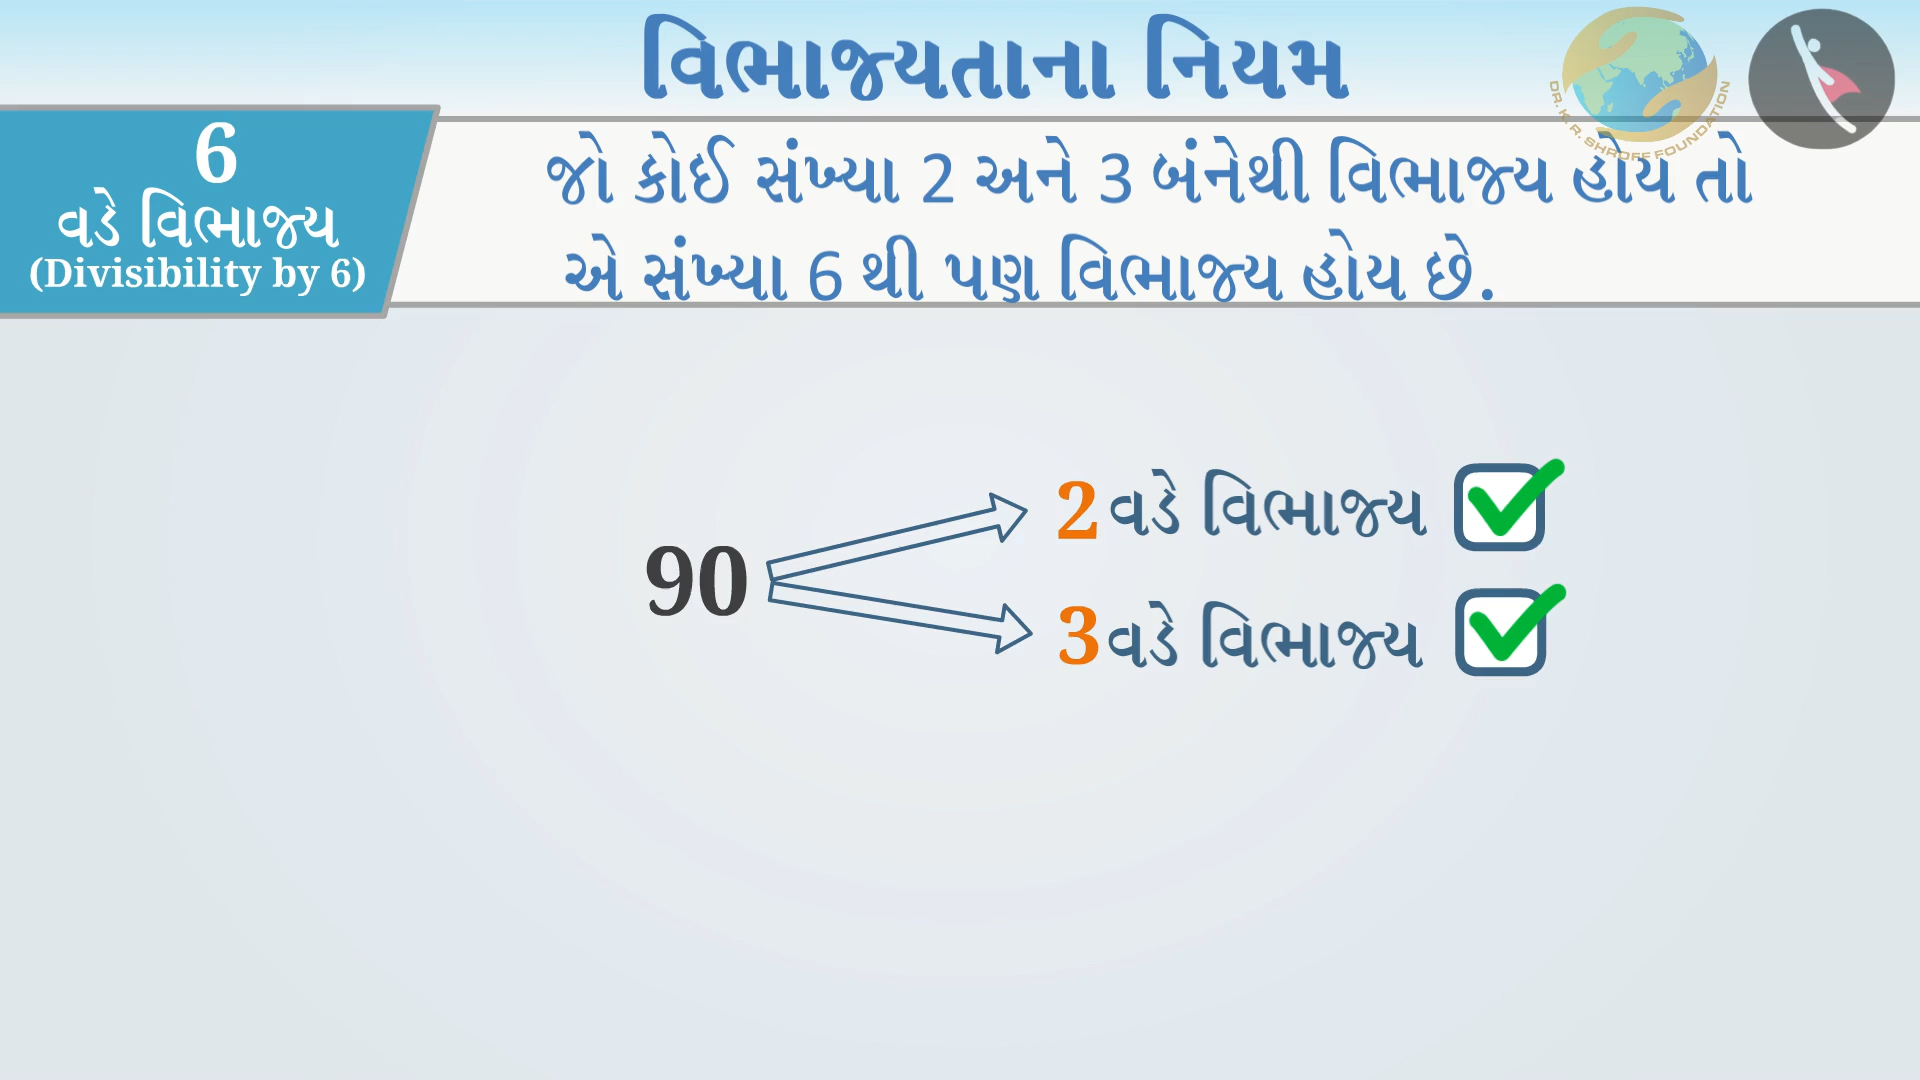 વિભાજ્યતાના નિયમ
DR. K. R. SHROFF FOUNDATION
6
વડે વિભાજ્ય
(Divisibility by 6)
જો કોઈ સંખ્યા 2 અને 3 બંનેથી વિભાજ્ય હોય તો
એ સંખ્યા 6 થી પણ વિભાજ્ય હોય છે.
90
2 વડે વિભાજ્ય
3 વડે વિભાજ્ય